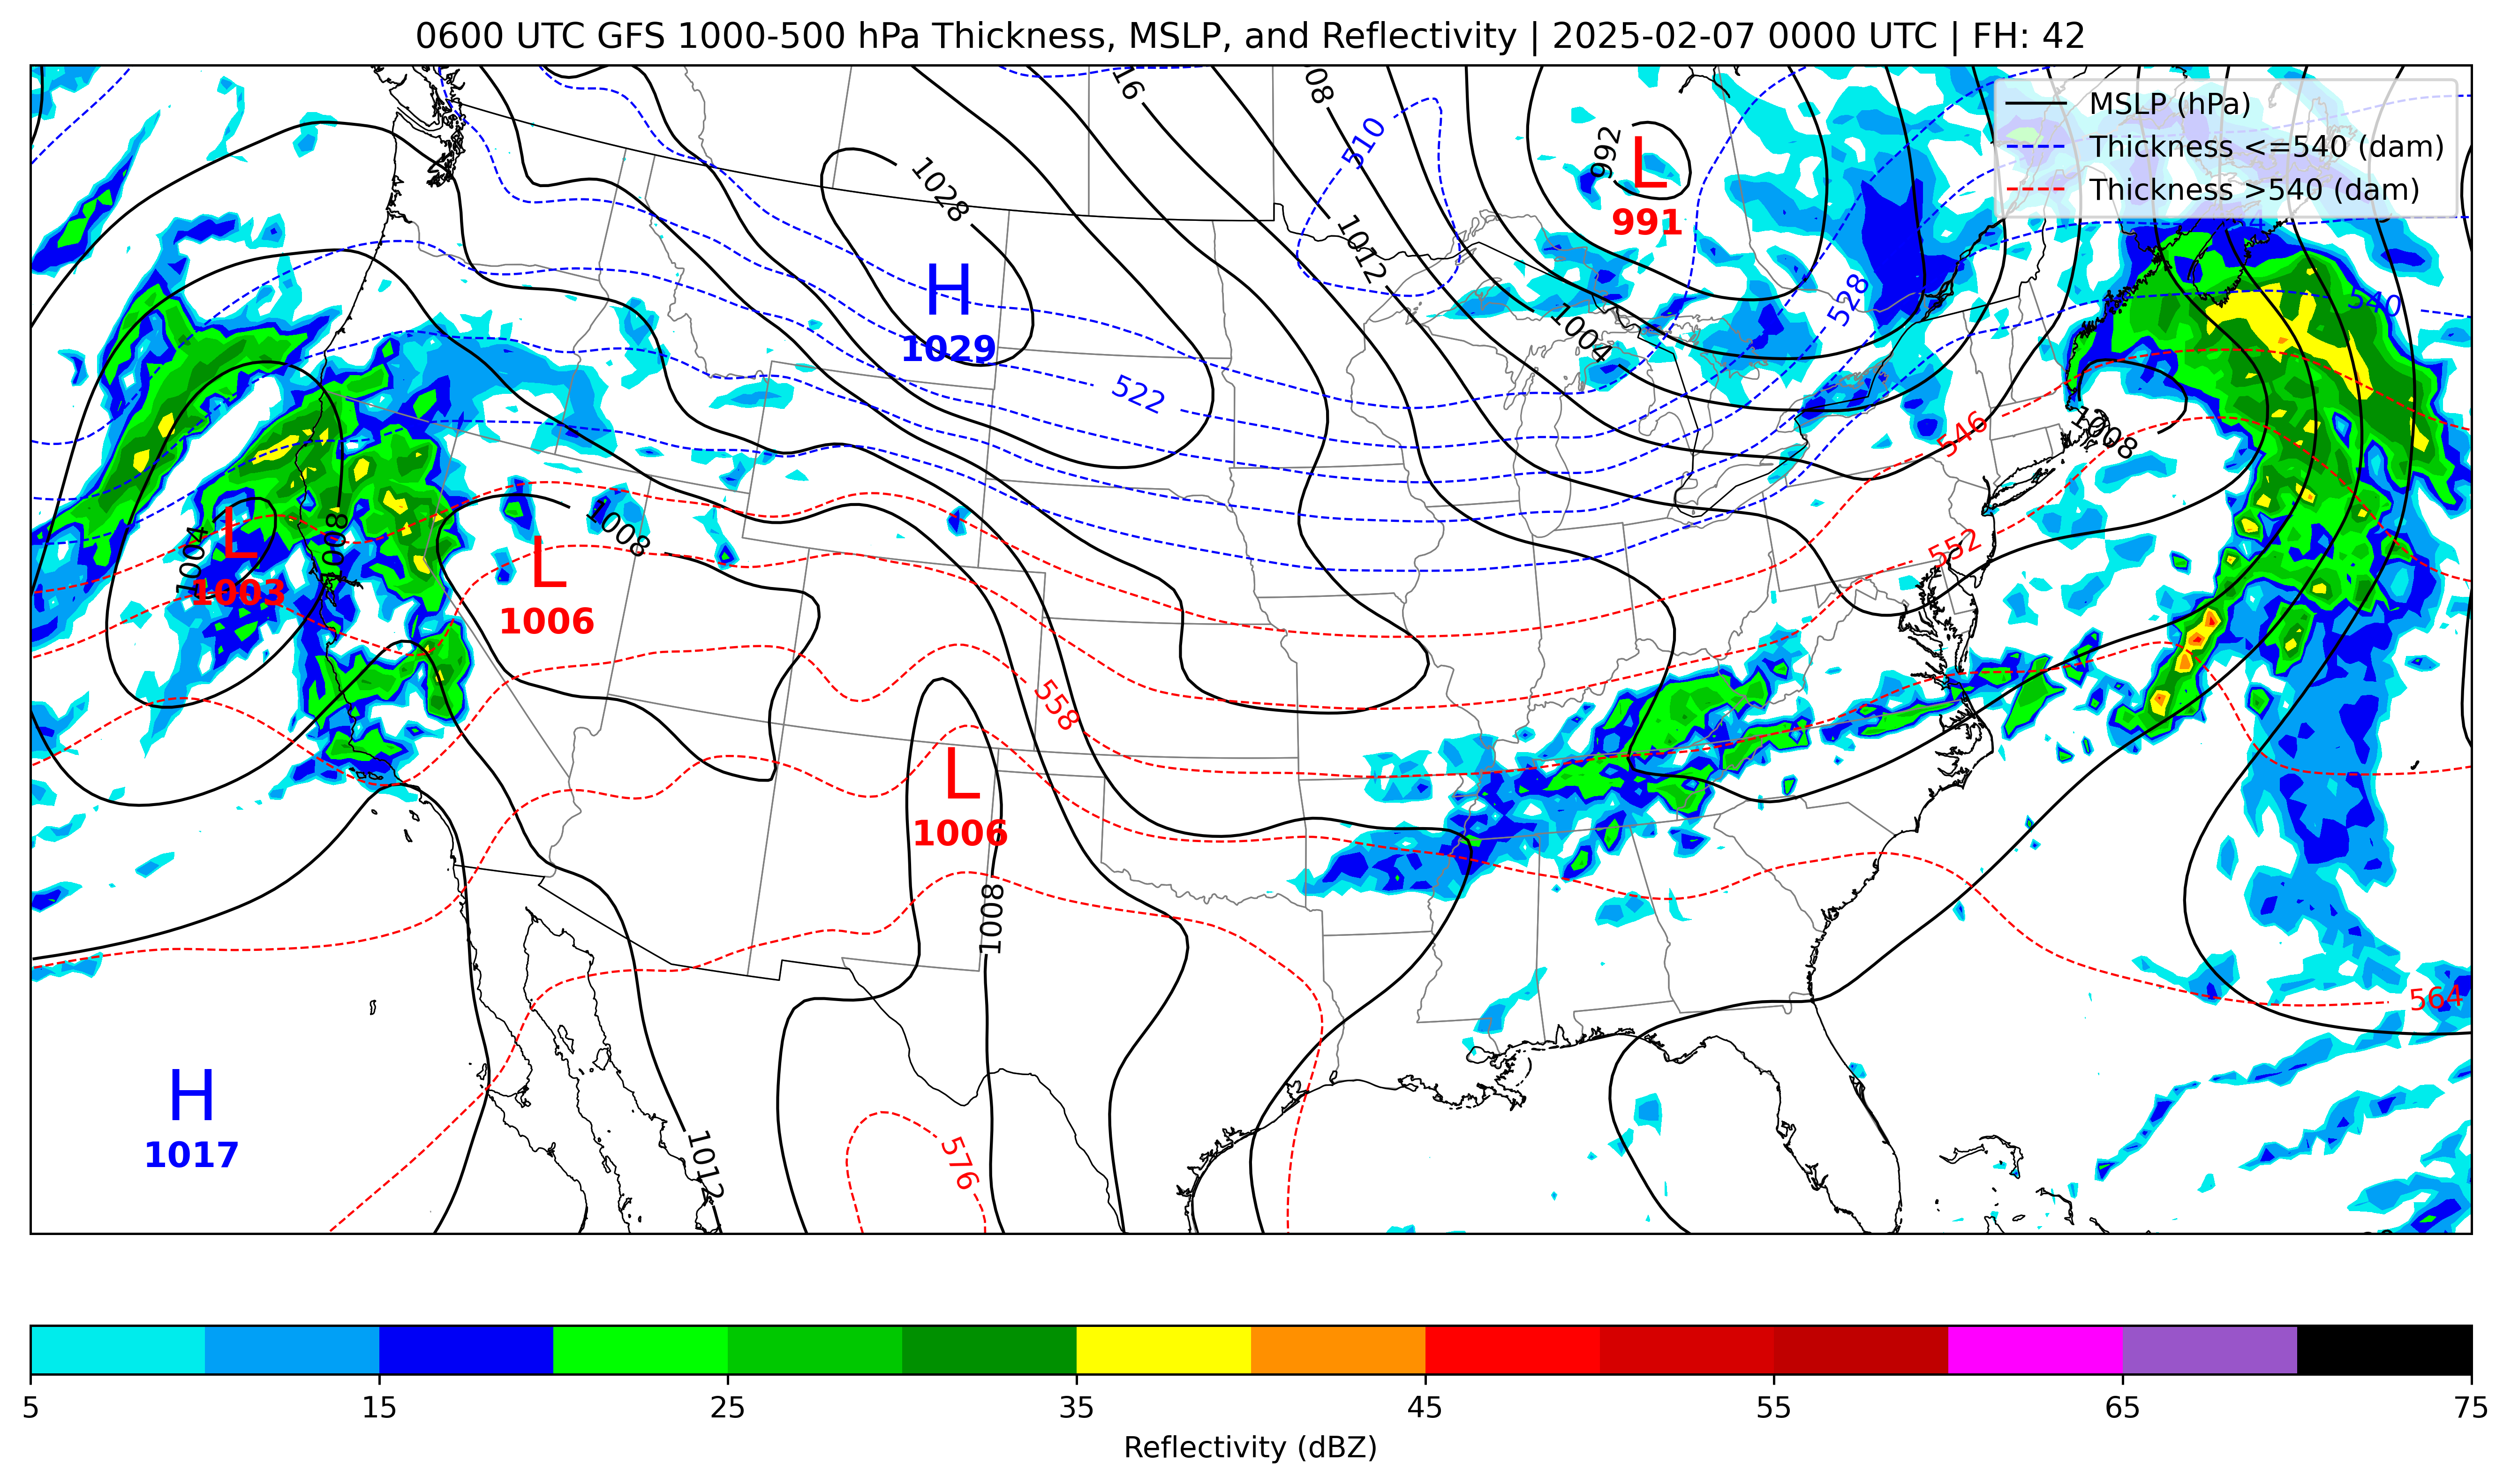 0600 UTC GFS 1000-500 hPa Thickness, MSLP, and Reflectivity | 2025-02-07 0000 UTC | FH: 42
MSLP (hPa)
Thickness <=540 (dam)
Thickness >540 (dam)
16
08
510
992
L
991
1028
1012
H
1029
528
540
1004
522
546
1008
1008
L
1003
1004
1008
L
1006
552
558
L
1006
1008
564
H
1017
1012
576
5 15 25 35 45 55 65 75
Reflectivity (dBZ)